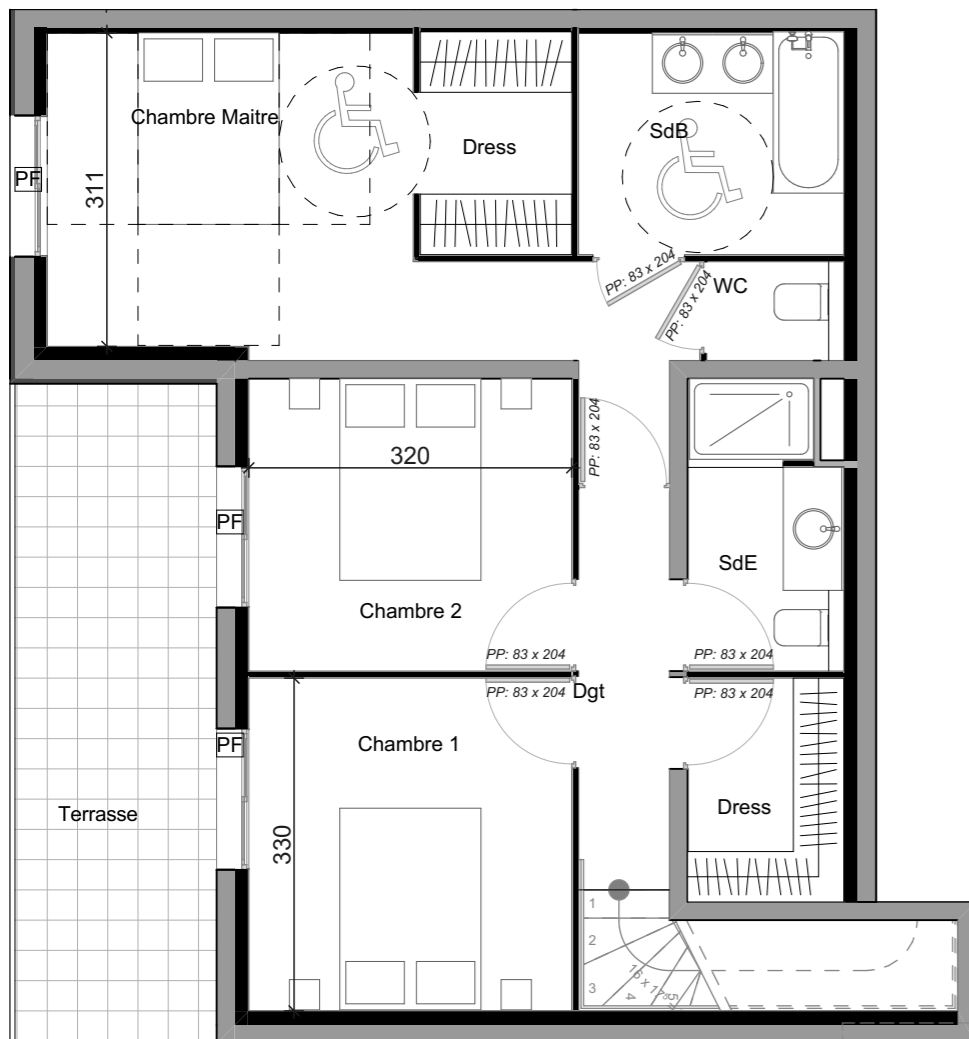 Chambre Maitre
Dress
SdB
PF
311
PP: 83 x 204
PP: 83 x 204
WC
PP: 83 x 204
320
PF
SdE
Chambre 2
PP: 83 x 204
PP: 83 x 204
PP: 83 x 204
PP: 83 x 204
Dgt
PF
Chambre 1
Terrasse
Dress
330
1
2
3
4
5